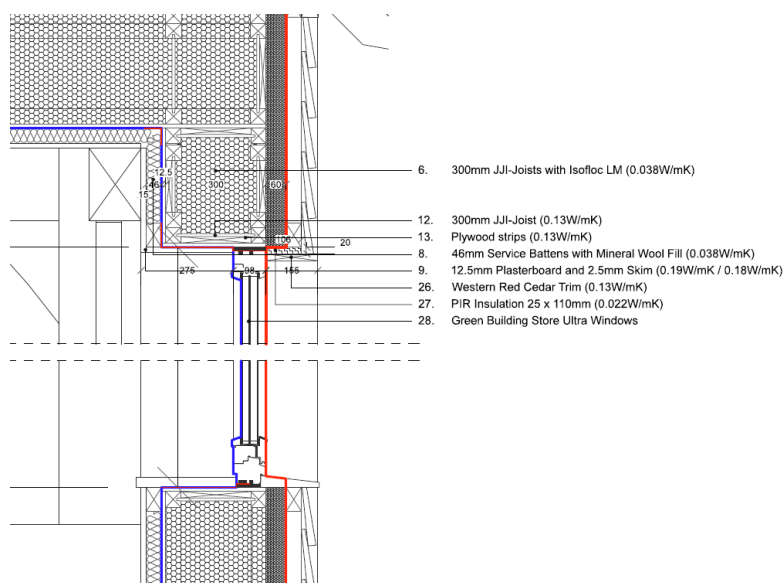 6. 300mm JJI-Joists with Isofloc LM (0.038W/mK)
12.5
46
300
60
15
12. 300mm JJI-Joist (0.13W/mK)
13. Plywood strips (0.13W/mK)
106
20
8. 46mm Service Battens with Mineral Wool Fill (0.038W/mK)
9. 12.5mm Plasterboard and 2.5mm Skim (0.19W/mK / 0.18W/mK)
275
98
155
26. Western Red Cedar Trim (0.13W/mK)
27. PIR Insulation 25 x 110mm (0.022W/mK)
28. Green Building Store Ultra Windows